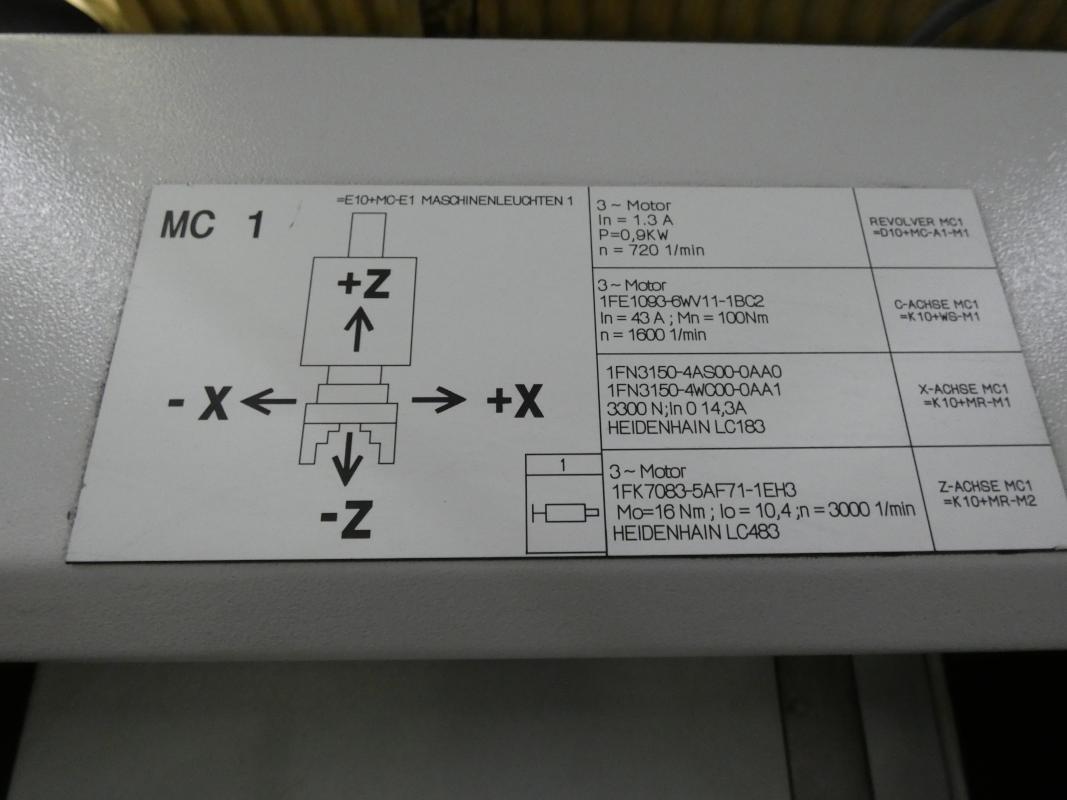 MC 1
=E10+MC-E1 MASCHINENLEUCHTEN 1
+Z
- X
+X
-Z
1
3 ~ Motor
In = 1.3 A
P=0,9KW
n = 720 1/min
REVOLVER MC1
=D10+MC-A1-M1
3 ~ Motor
1FE1093-6WV11-1BC2
In = 43 A ; Mn = 100Nm
n = 1600 1/min
C-ACHSE MC1
=K10+WS-M1
1FN3150-4AS00-0AA0
1FN3150-4WC00-0AA1
3300 N;In 0 14,3A
HEIDENHAIN LC183
X-ACHSE MC1
=K10+MR-M1
3 ~ Motor
1FK7083-5AF71-1EH3
Mo=16 Nm ; Io = 10,4 ;n = 3000 1/min
HEIDENHAIN LC483
Z-ACHSE MC1
=K10+MR-M2